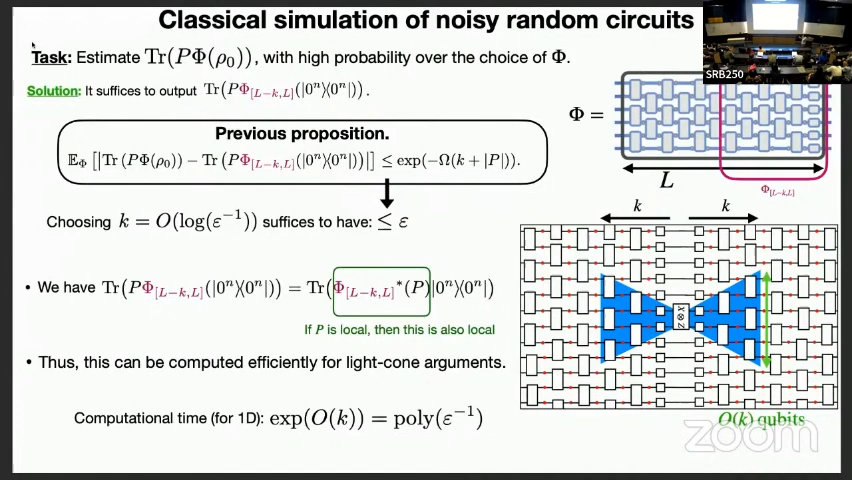 Classical simulation of noisy random circuits
SRB250
Task: Estimate Tr(PΦ(ρ₀)), with high probability over the choice of Φ.
Solution: It suffices to output Tr(PΦ_[L−k,L](|0ⁿ⟩⟨0ⁿ|)).
Previous proposition.
𝔼_Φ [|Tr (PΦ(ρ₀)) − Tr (PΦ_[L−k,L](|0ⁿ⟩⟨0ⁿ|))|] ≤ exp(−Ω(k + |P|)).
Φ =
L
Φ_[L−k,L]
Choosing k = O(log(ε⁻¹)) suffices to have: ≤ ε
k k
• We have Tr(PΦ_[L−k,L](|0ⁿ⟩⟨0ⁿ|)) = Tr(Φ_[L−k,L]*(P)|0ⁿ⟩⟨0ⁿ|)
If P is local, then this is also local
Z ⊗ X
• Thus, this can be computed efficiently for light-cone arguments.
Computational time (for 1D): exp(O(k)) = poly(ε⁻¹)
O(k) qubits
zoom